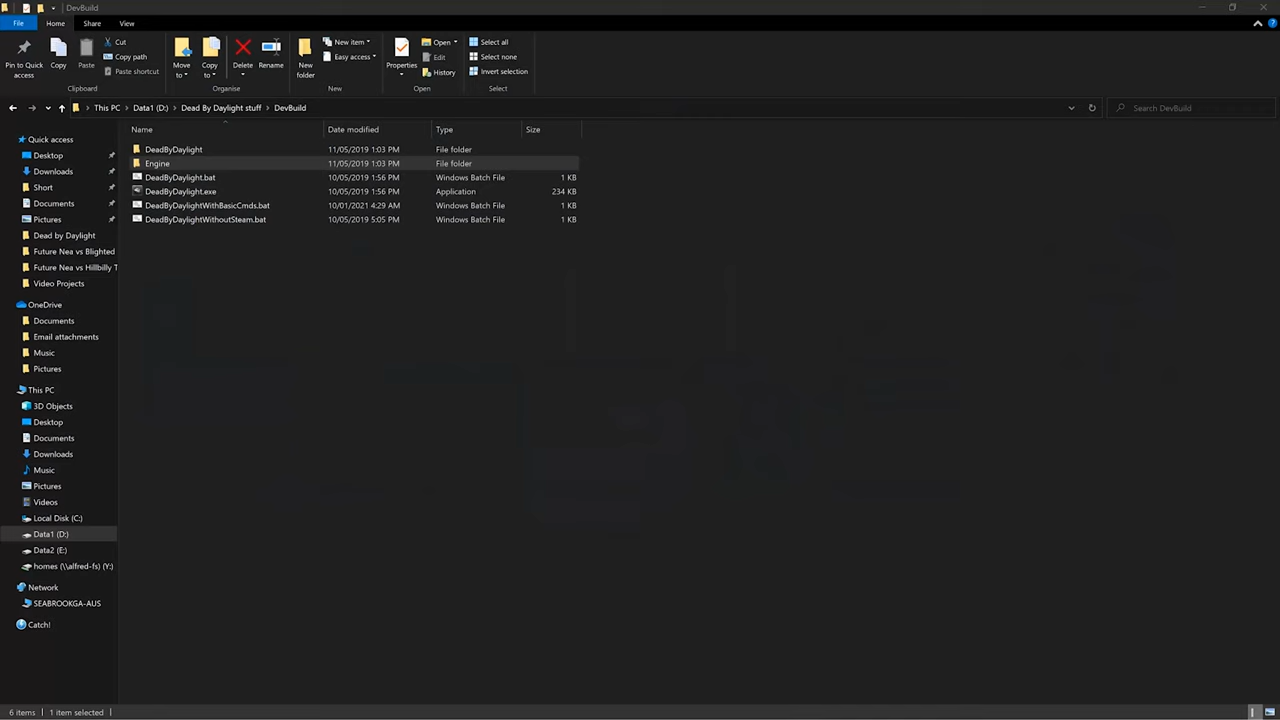 DevBuild
File Home Share View
Pin to Quick access
Copy
Paste
Cut
Copy path
Paste shortcut
Clipboard
Move to
Copy to
Delete
Rename
Organise
New folder
New item
Easy access
New
Properties
Open
Edit
History
Open
Select all
Select none
Invert selection
Select
This PC Data1 (D:) Dead By Daylight stuff DevBuild
Search DevBuild
Name Date modified Type Size
DeadByDaylight 11/05/2019 1:03 PM File folder
Engine 11/05/2019 1:03 PM File folder
DeadByDaylight.bat 10/05/2019 1:56 PM Windows Batch File 1 KB
DeadByDaylight.exe 10/05/2019 1:56 PM Application 234 KB
DeadByDaylightWithBasicCmds.bat 10/01/2021 4:29 AM Windows Batch File 1 KB
DeadByDaylightWithoutSteam.bat 10/05/2019 5:05 PM Windows Batch File 1 KB
Quick access
Desktop
Downloads
Short
Documents
Pictures
Dead by Daylight
Future Nea vs Blighted
Future Nea vs Hillbilly T
Video Projects
OneDrive
Documents
Email attachments
Music
Pictures
This PC
3D Objects
Desktop
Documents
Downloads
Music
Pictures
Videos
Local Disk (C:)
Data1 (D:)
Data2 (E:)
homes (\\alfred-fs) (Y:)
Network
SEABROOKGA-AUS
Catch!
6 items 1 item selected